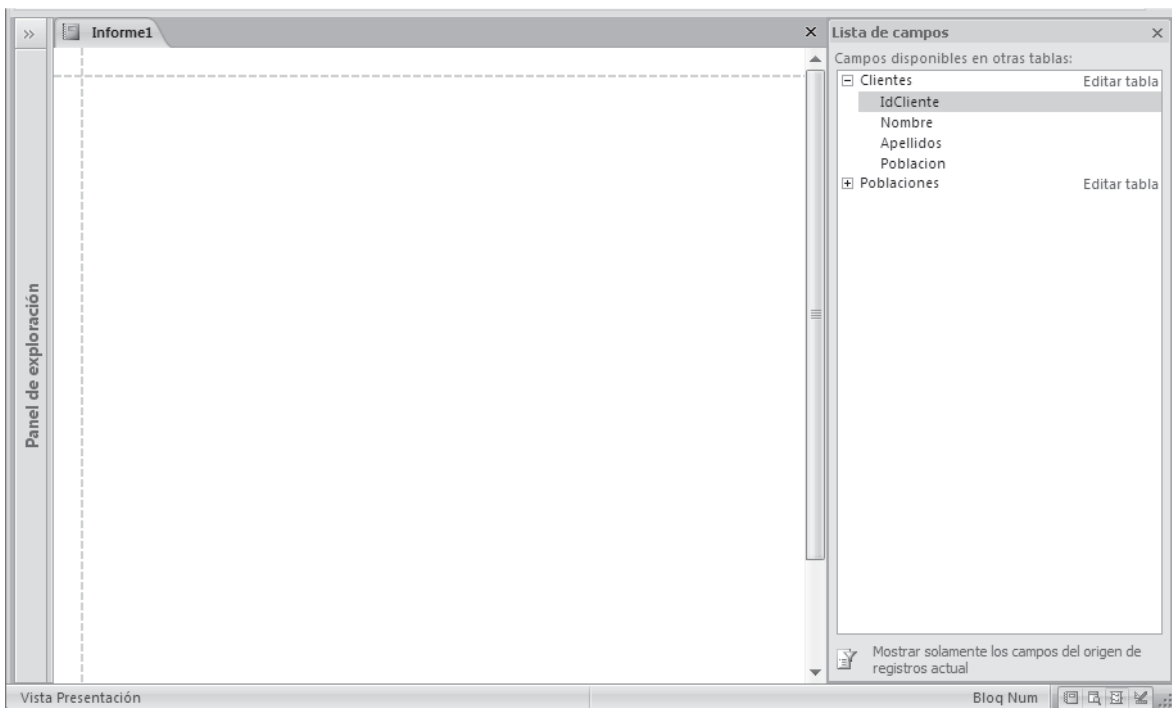 Informe1
Lista de campos
Campos disponibles en otras tablas:
Clientes Editar tabla
IdCliente
Nombre
Apellidos
Poblacion
Poblaciones Editar tabla
Panel de exploración
Mostrar solamente los campos del origen de
registros actual
Vista Presentación
Bloq Num